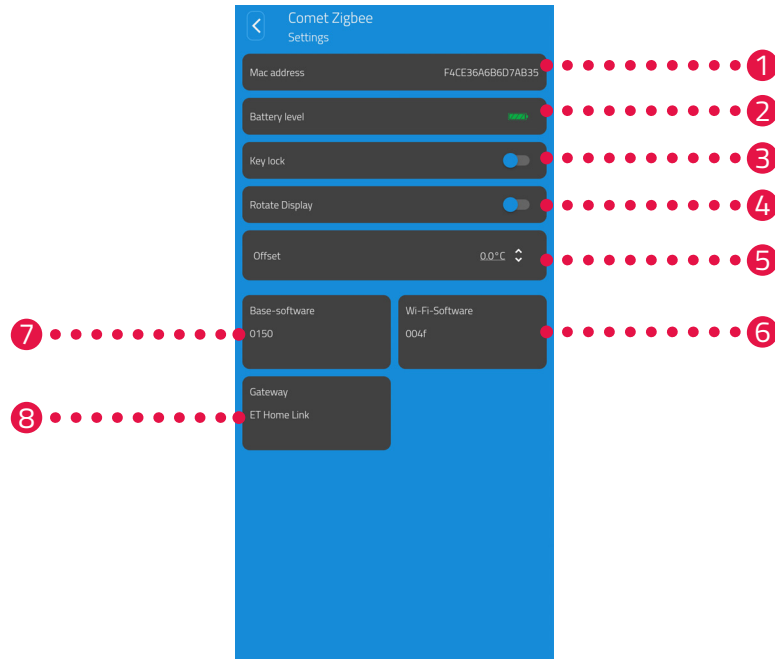 Comet Zigbee
Settings
Mac address F4CE36A6B6D7AB35 1
Battery level 2
Key lock 3
Rotate Display 4
Offset 0.0°C 5
Base-software Wi-Fi-Software
7 0150 004f 6
Gateway
8 ET Home Link